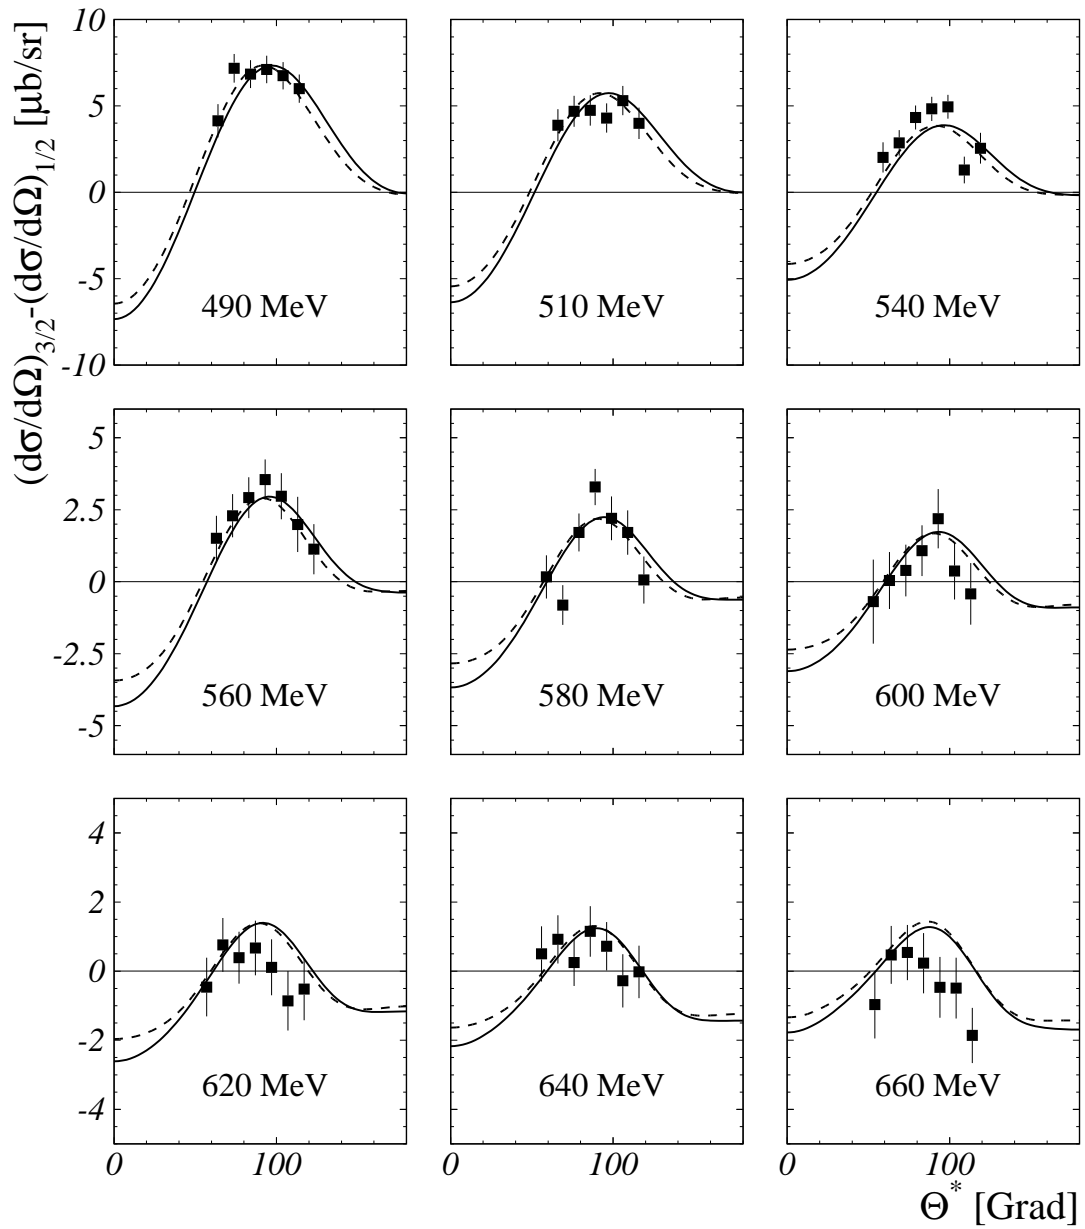 (dσ/dΩ)3/2-(dσ/dΩ)1/2 [μb/sr]
10
5
0
-5
-10
490 MeV
510 MeV
540 MeV
5
2.5
0
-2.5
-5
560 MeV
580 MeV
600 MeV
4
2
0
-2
-4
620 MeV
640 MeV
660 MeV
0 100 0 100 0 100
Θ* [Grad]